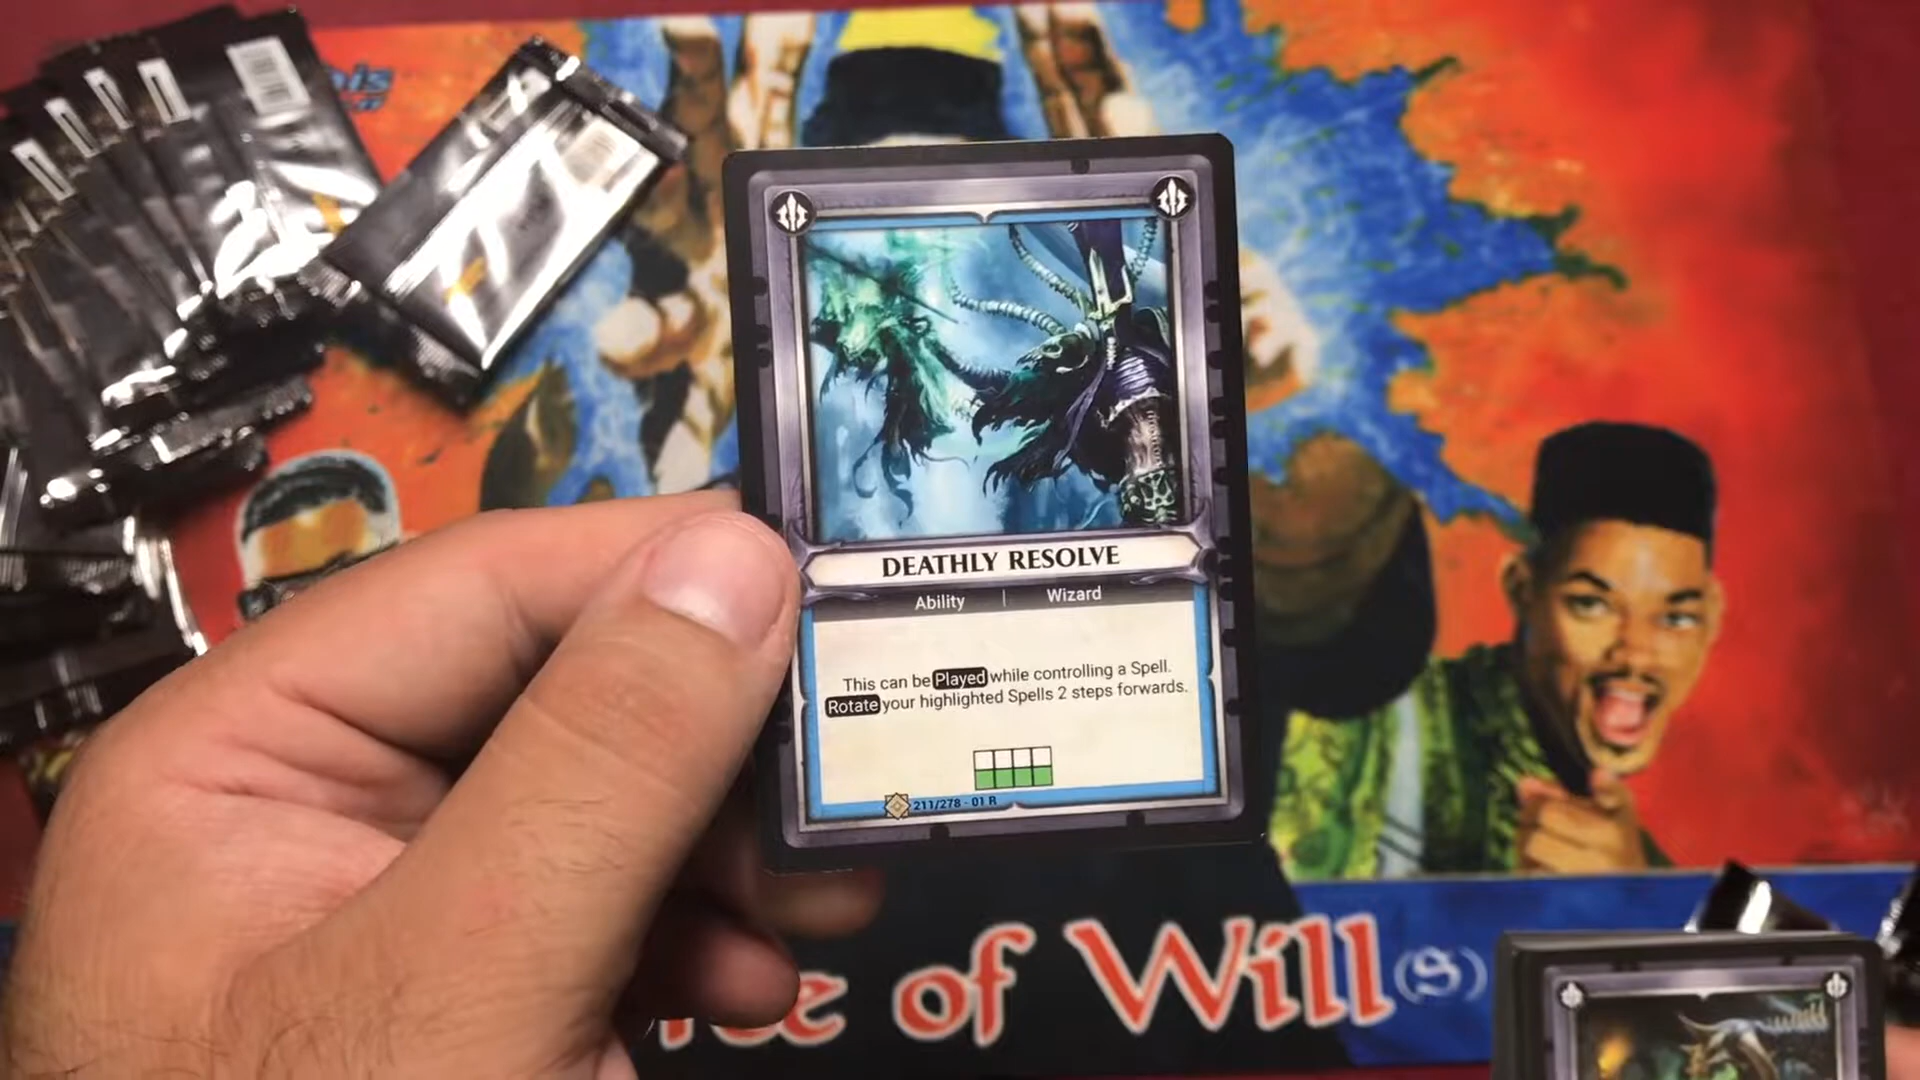 DEATHLY RESOLVE
Ability | Wizard
This can be Played while controlling a Spell.
Rotate your highlighted Spells 2 steps forwards.
211/278 - 01 R
of Will(s)